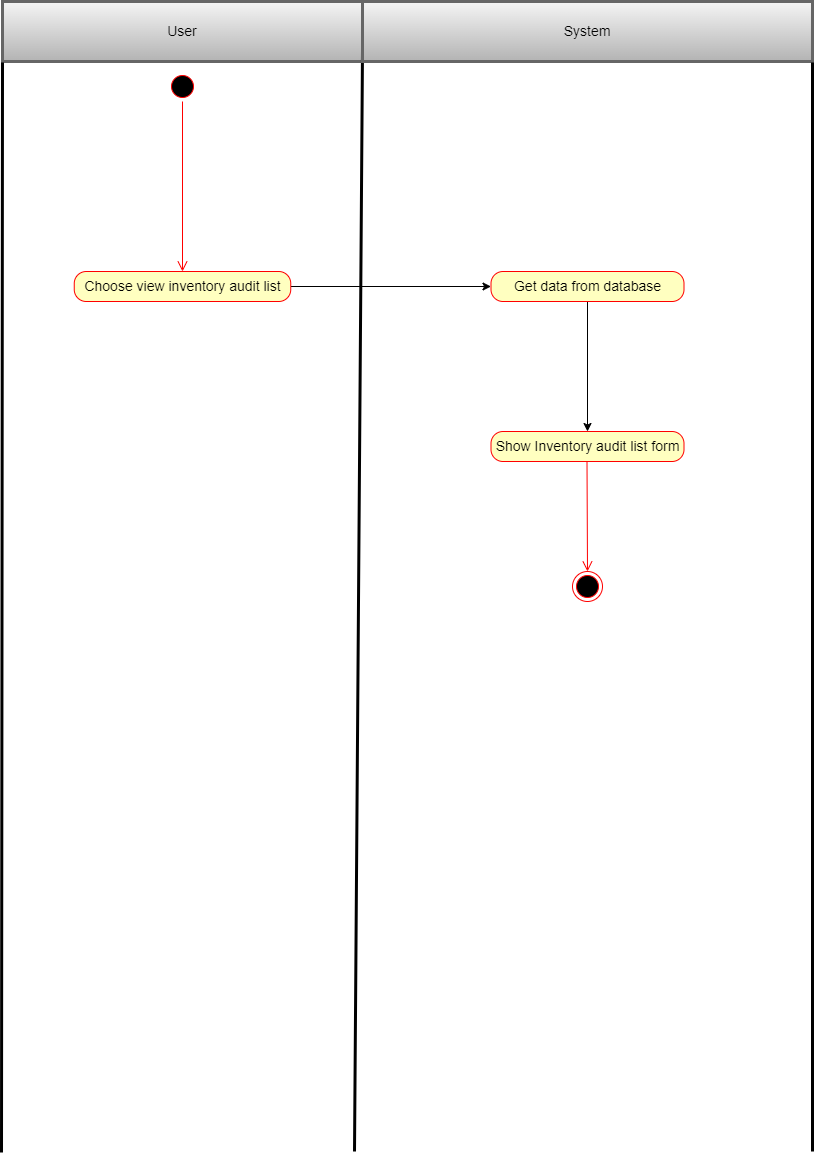 User
System
Choose view inventory audit list
Get data from database
Show Inventory audit list form